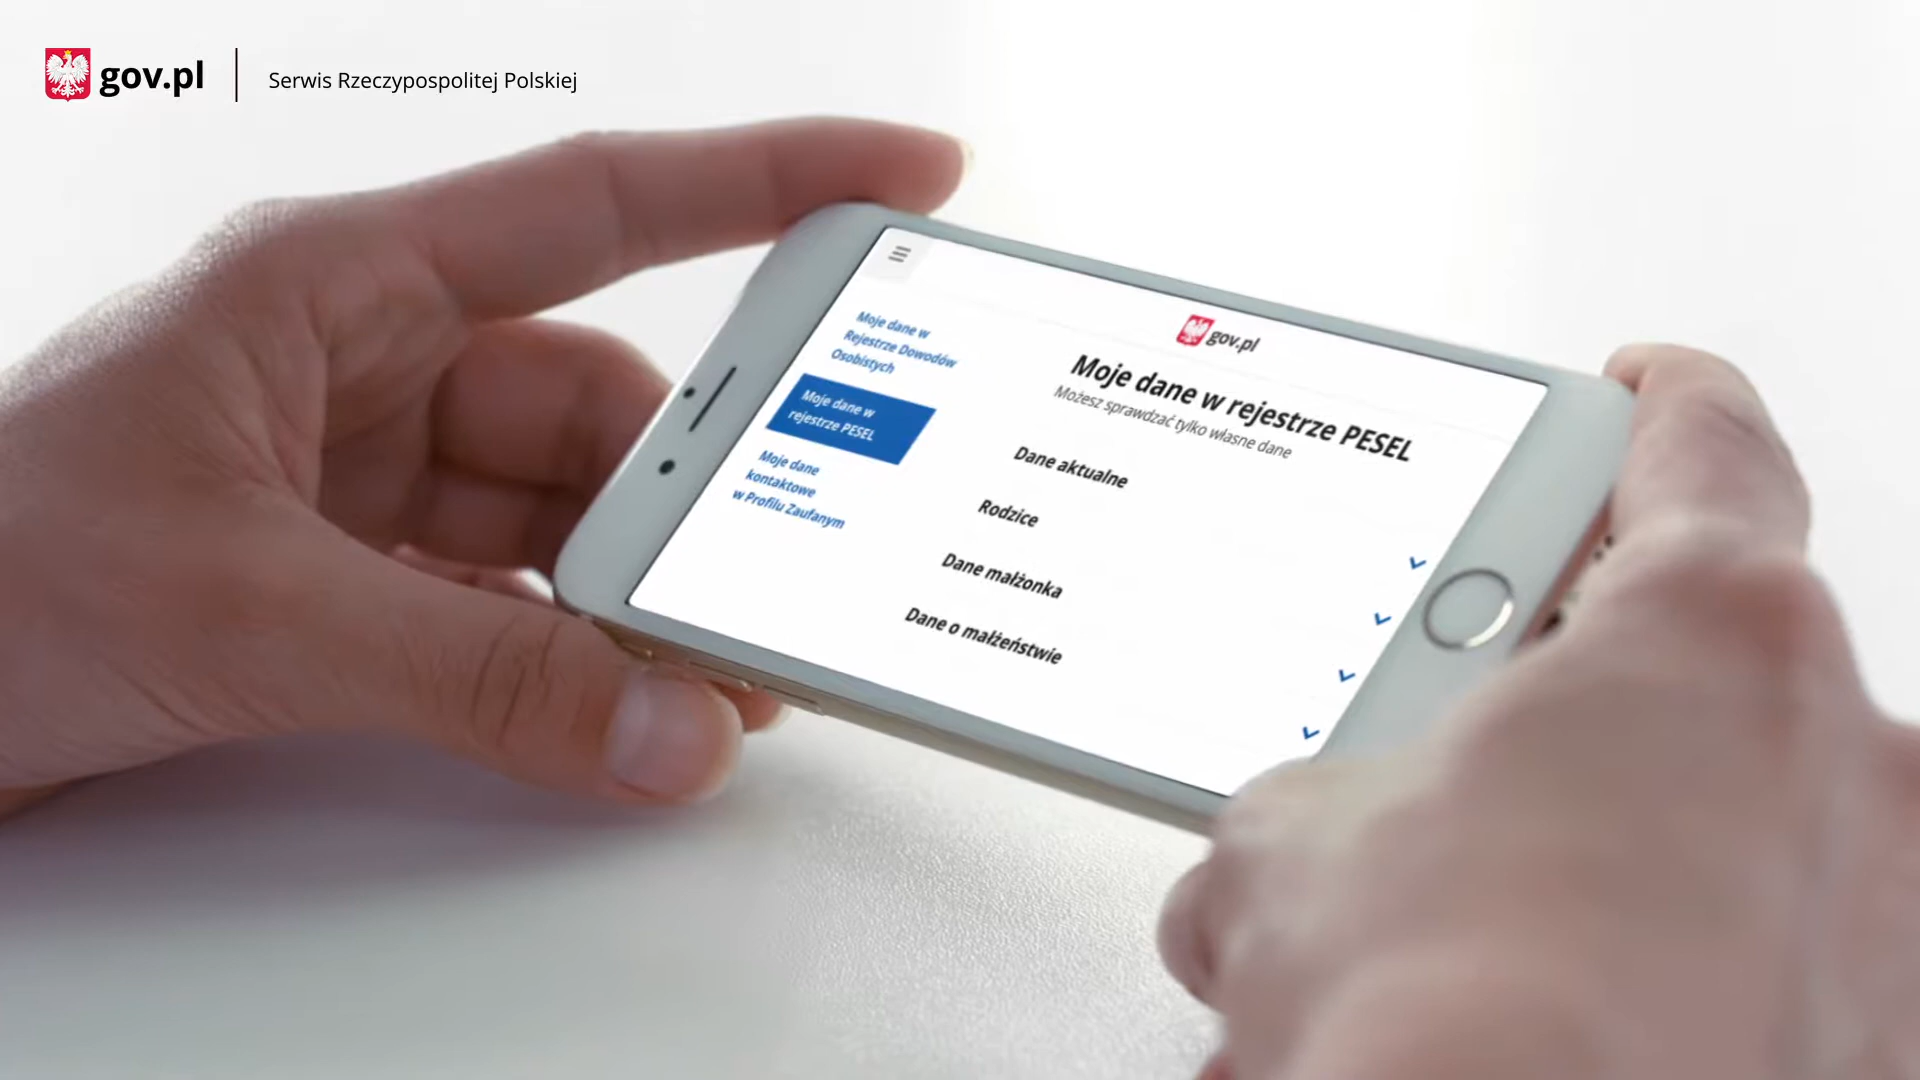 gov.pl
Serwis Rzeczypospolitej Polskiej
gov.pl
Moje dane w
Rejestrze Dowodów
Osobistych
Moje dane w
rejestrze PESEL
Moje dane
kontaktowe
w Profilu Zaufanym
Moje dane w rejestrze PESEL
Możesz sprawdzać tylko własne dane
Dane aktualne
Rodzice
Dane małżonka
Dane o małżeństwie